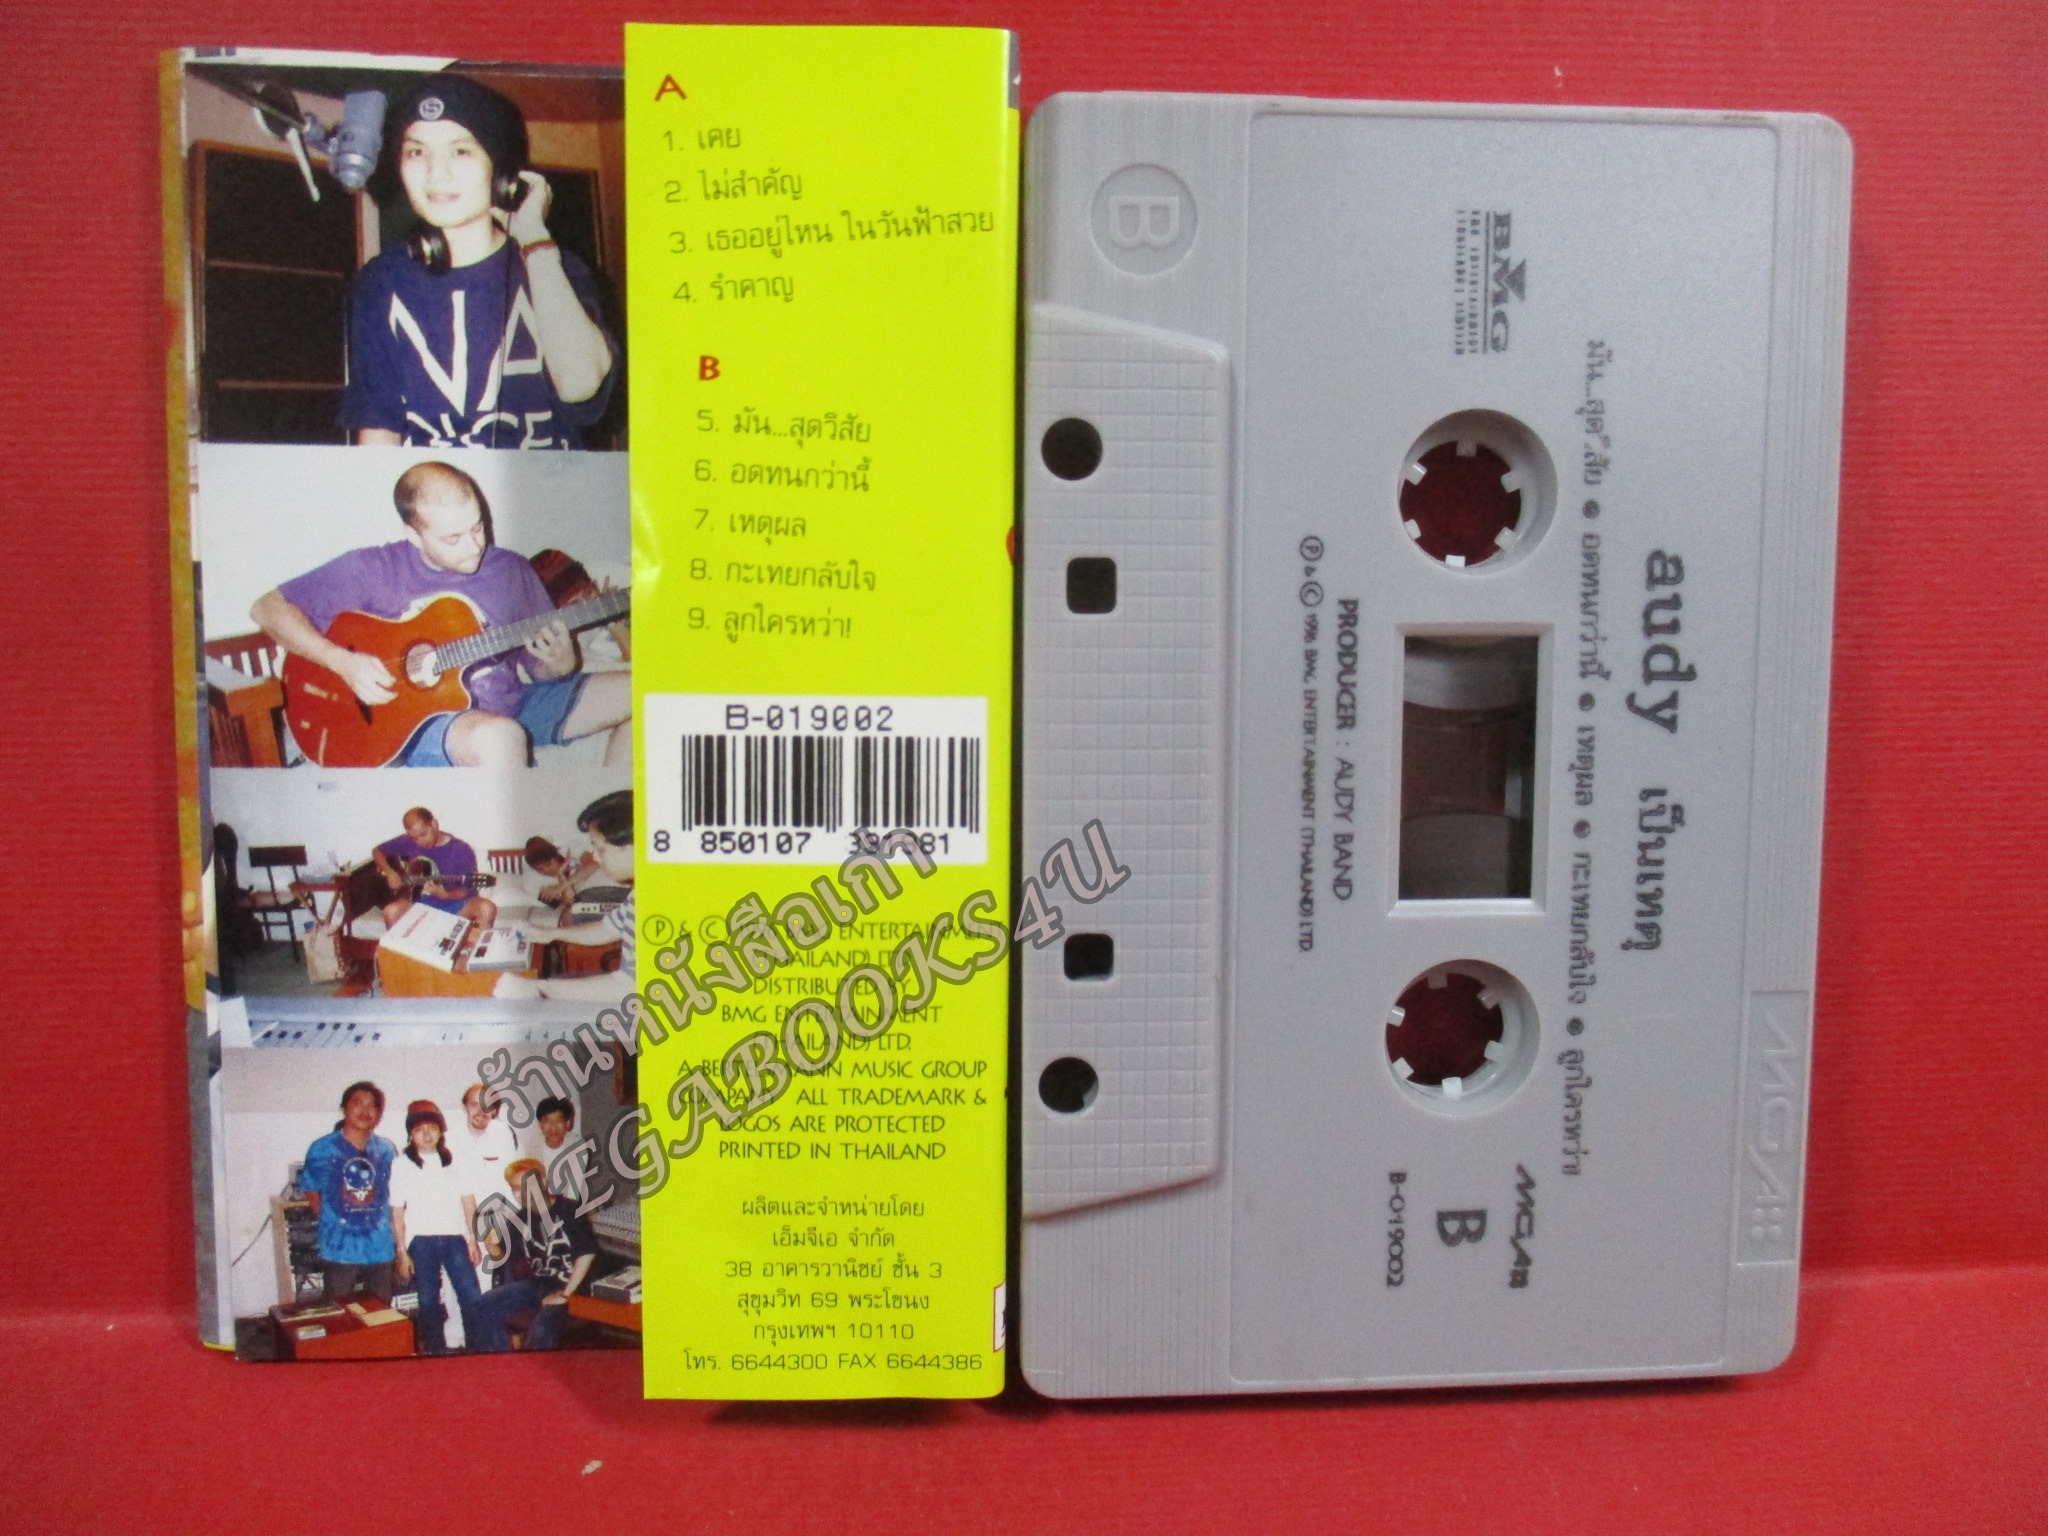 A
1. เคย
2. ไม่สำคัญ
3. เธออยู่ไหน ในวันฟ้าสวย
4. รำคาญ
B
5. มัน...สุดวิสัย
6. อดทนกว่านี้
7. เหตุผล
8. กะเทยกลับใจ
9. ลูกใครหว่า!
B-019002
8 850107
P & C ENTERTAINMENT
(THAILAND) LTD.
DISTRIBUTED BY
BMG ENTERTAINMENT
(THAILAND) LTD.
A BERTELSMANN MUSIC GROUP
COMPANY ALL TRADEMARK &
LOGOS ARE PROTECTED
PRINTED IN THAILAND
ผลิตและจำหน่ายโดย
เอ็มจีเอ จำกัด
38 อาคารวานิชย์ ชั้น 3
สุขุมวิท 69 พระโขนง
กรุงเทพฯ 10110
โทร. 6644300 FAX 6644386
ร้านหนังสือเก่า
MEGABOOKS4U
audy เป็นเหตุ
มัน...สุดวิสัย • อดทนกว่านี้ • เหตุผล • กะเทยกลับใจ • ลูกใครหว่า!
BMG
PRODUCER : AUDY BAND
P & C 1996 BMG ENTERTAINMENT (THAILAND) LTD.
MGA
B
B-019002
B
MGA